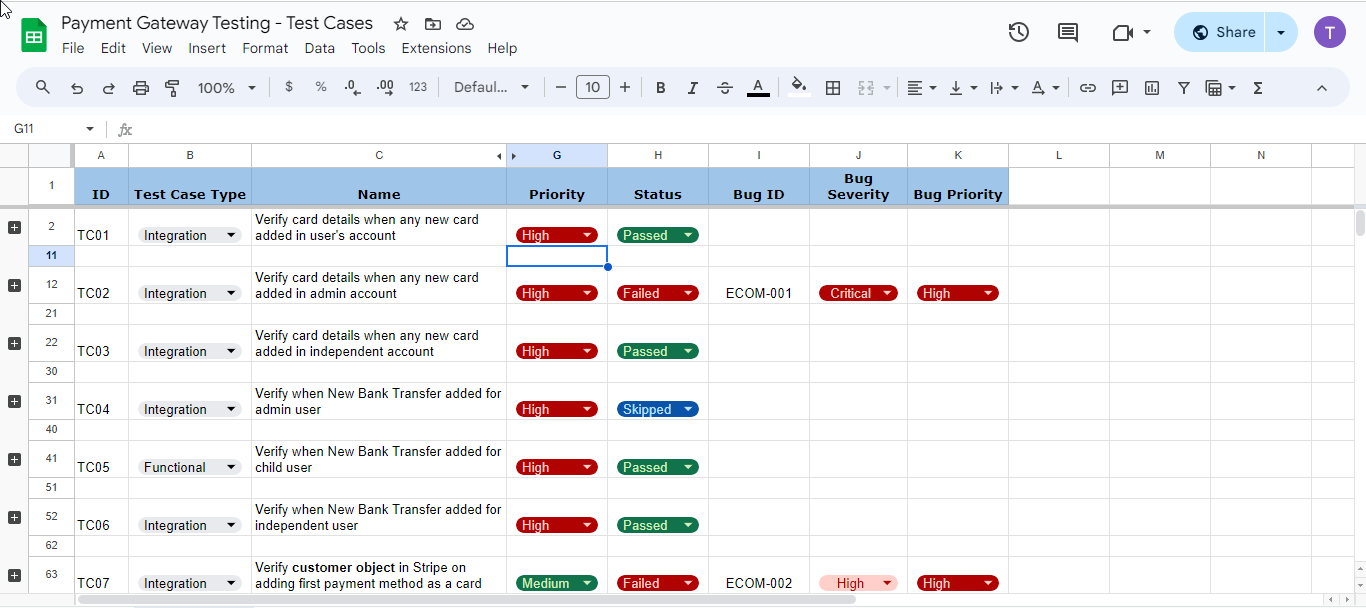 Payment Gateway Testing - Test Cases
File Edit View Insert Format Data Tools Extensions Help
Share
T
100% $ % .0 .00 123 Defaul... − 10 + B I S A A Σ
G11 fx
A B C G H I J K L M N
1 ID Test Case Type Name Priority Status Bug ID Bug Severity Bug Priority
2 TC01 Integration Verify card details when any new card added in user's account High Passed
11
12 TC02 Integration Verify card details when any new card added in admin account High Failed ECOM-001 Critical High
21
22 TC03 Integration Verify card details when any new card added in independent account High Passed
30
31 TC04 Integration Verify when New Bank Transfer added for admin user High Skipped
40
41 TC05 Functional Verify when New Bank Transfer added for child user High Passed
51
52 TC06 Integration Verify when New Bank Transfer added for independent user High Passed
62
63 TC07 Integration Verify customer object in Stripe on adding first payment method as a card Medium Failed ECOM-002 High High